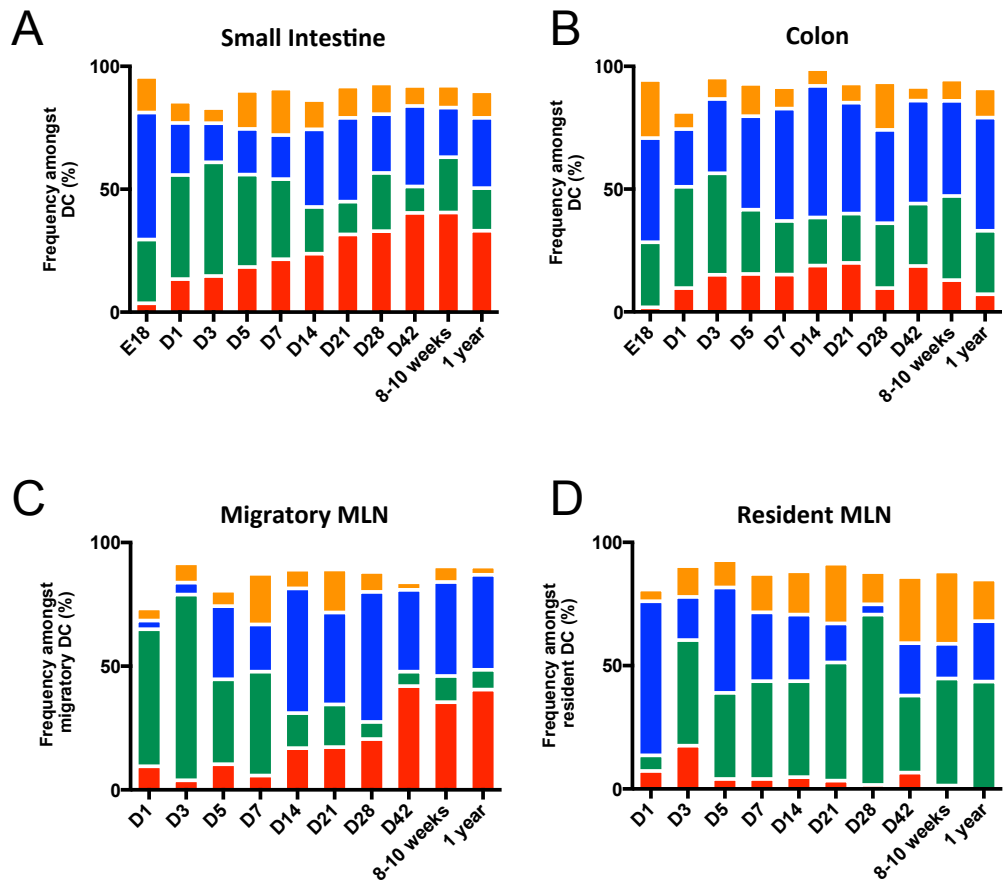 A
Small Intestine
Frequency amongst
DC (%)
100
50
0
E18
D1
D3
D5
D7
D14
D21
D28
D42
8-10 weeks
1 year
B
Colon
Frequency amongst
DC (%)
100
50
0
E18
D1
D3
D5
D7
D14
D21
D28
D42
8-10 weeks
1 year
C
Migratory MLN
Frequency amongst
migratory DC (%)
100
50
0
D1
D3
D5
D7
D14
D21
D28
D42
8-10 weeks
1 year
D
Resident MLN
Frequency amongst
resident DC (%)
100
50
0
D1
D3
D5
D7
D14
D21
D28
D42
8-10 weeks
1 year